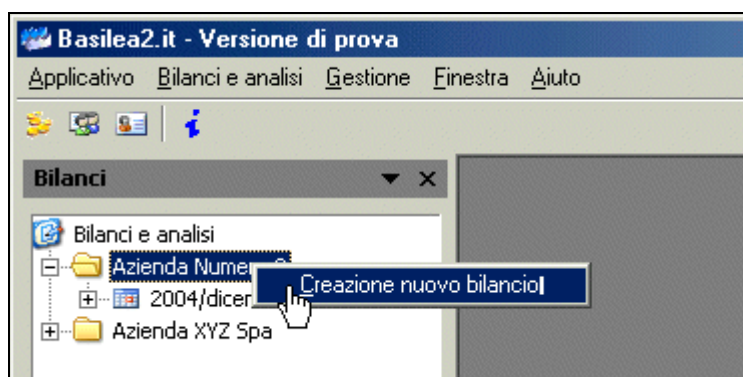 Basilea2.it - Versione di prova
Applicativo Bilanci e analisi Gestione Finestra Aiuto
Bilanci
Bilanci e analisi
Azienda
Creazione nuovo bilancio
Azienda XYZ Spa